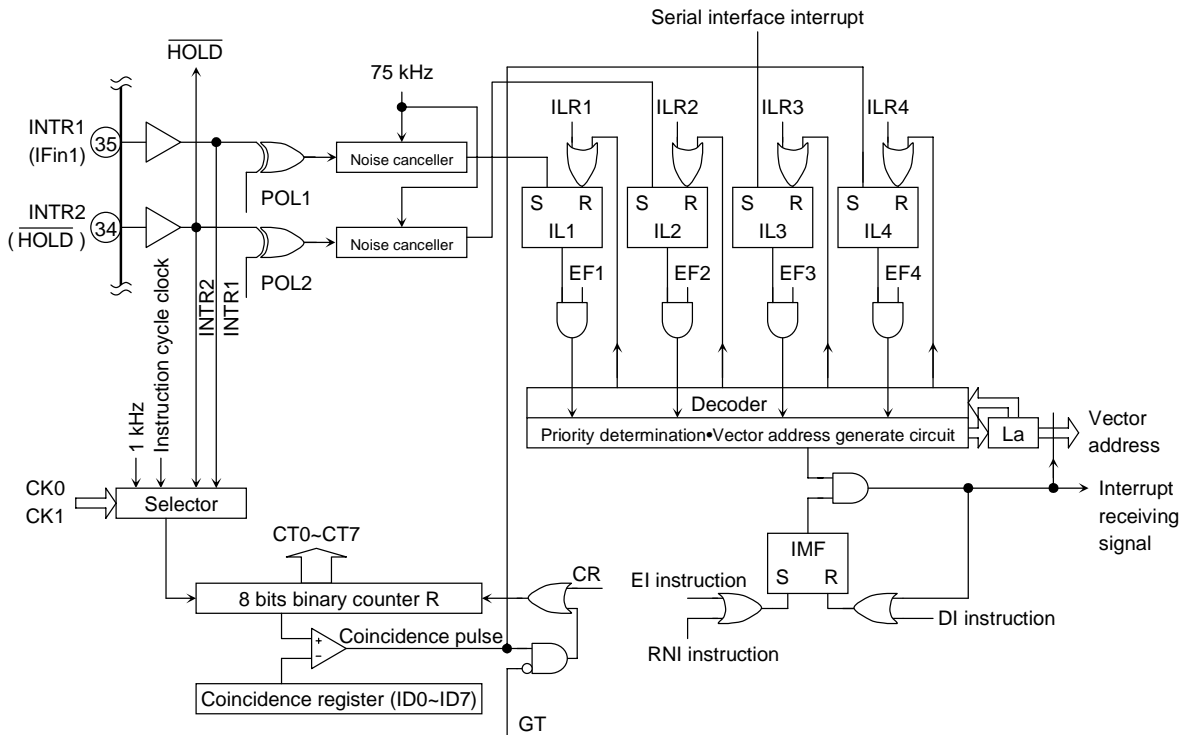 Serial interface interrupt
HOLD
75 kHz
ILR1
ILR2
ILR3
ILR4
INTR1
(IFin1)
35
POL1
Noise canceller
S R
IL1
S R
IL2
S R
IL3
S R
IL4
INTR2
( HOLD )
34
POL2
Noise canceller
EF1
EF2
EF3
EF4
1 kHz
Instruction cycle clock
INTR2
INTR1
Decoder
Priority determination•Vector address generate circuit
La
Vector
address
CK0
CK1
Selector
Interrupt
receiving
signal
CT0~CT7
IMF
S R
EI instruction
RNI instruction
DI instruction
CR
8 bits binary counter R
+
−
Coincidence pulse
Coincidence register (ID0~ID7)
GT